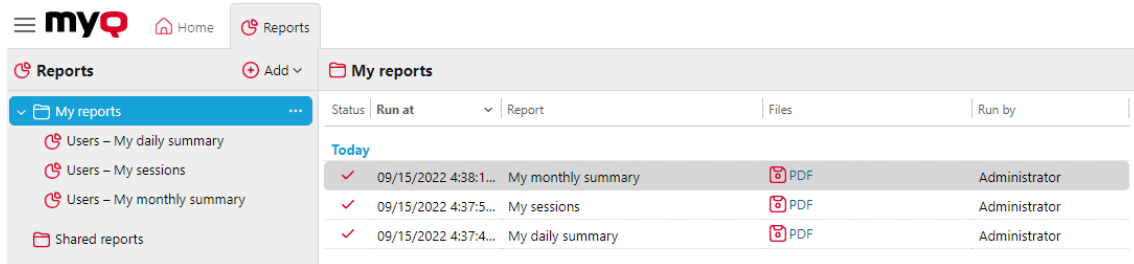 myQ Home Reports
Reports Add My reports
My reports ...
Users – My daily summary
Users – My sessions
Users – My monthly summary
Shared reports
Status Run at Report Files Run by
Today
09/15/2022 4:38:1... My monthly summary PDF Administrator
09/15/2022 4:37:5... My sessions PDF Administrator
09/15/2022 4:37:4... My daily summary PDF Administrator